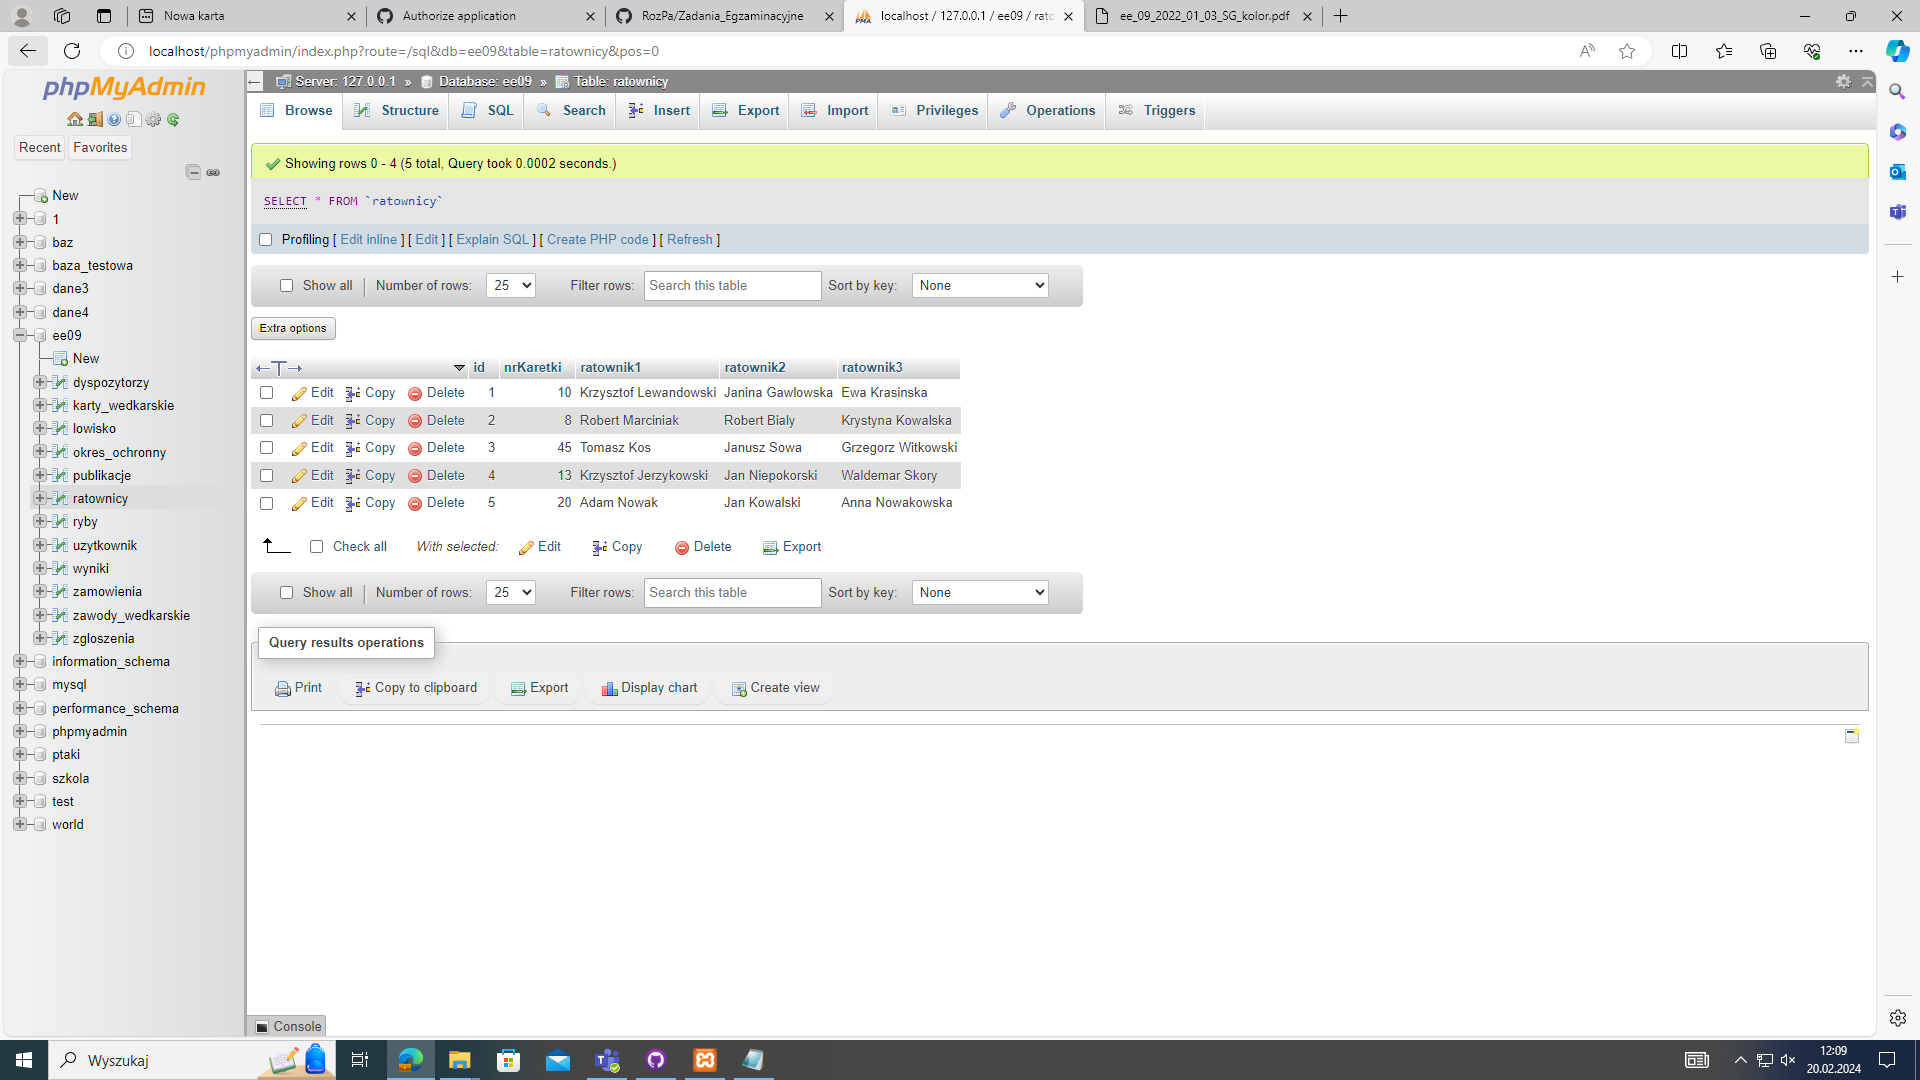 Nowa karta
Authorize application
RozPa/Zadania_Egzaminacyjne
localhost / 127.0.0.1 / ee09 / rato
ee_09_2022_01_03_SG_kolor.pdf
localhost/phpmyadmin/index.php?route=/sql&db=ee09&table=ratownicy&pos=0
phpMyAdmin
Recent
Favorites
New
1
baz
baza_testowa
dane3
dane4
ee09
New
dyspozytorzy
karty_wedkarskie
lowisko
okres_ochronny
publikacje
ratownicy
ryby
uzytkownik
wyniki
zamowienia
zawody_wedkarskie
zgloszenia
information_schema
mysql
performance_schema
phpmyadmin
ptaki
szkola
test
world
Server: 127.0.0.1 » Database: ee09 » Table: ratownicy
Browse Structure SQL Search Insert Export Import Privileges Operations Triggers
Showing rows 0 - 4 (5 total, Query took 0.0002 seconds.)
SELECT * FROM `ratownicy`
Profiling [ Edit inline ] [ Edit ] [ Explain SQL ] [ Create PHP code ] [ Refresh ]
Show all Number of rows: 25 Filter rows: Search this table Sort by key: None
Extra options
id nrKaretki ratownik1 ratownik2 ratownik3
Edit Copy Delete 1 10 Krzysztof Lewandowski Janina Gawlowska Ewa Krasinska
Edit Copy Delete 2 8 Robert Marciniak Robert Bialy Krystyna Kowalska
Edit Copy Delete 3 45 Tomasz Kos Janusz Sowa Grzegorz Witkowski
Edit Copy Delete 4 13 Krzysztof Jerzykowski Jan Niepokorski Waldemar Skory
Edit Copy Delete 5 20 Adam Nowak Jan Kowalski Anna Nowakowska
Check all With selected: Edit Copy Delete Export
Show all Number of rows: 25 Filter rows: Search this table Sort by key: None
Query results operations
Print Copy to clipboard Export Display chart Create view
Console
Wyszukaj
12:09
20.02.2024